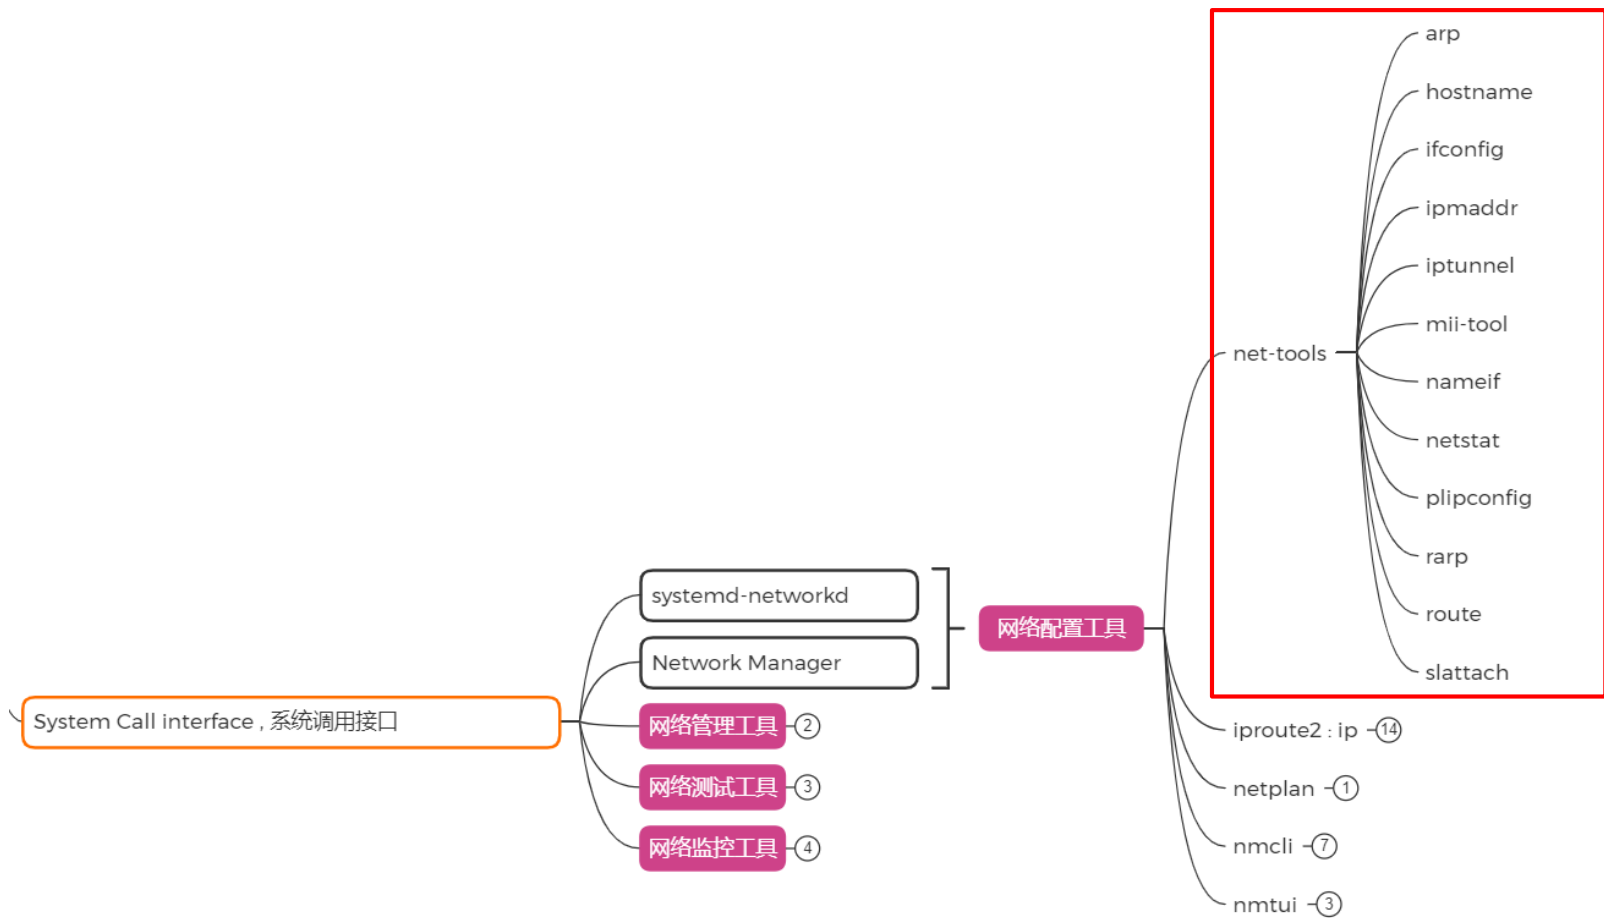 System Call interface , 系统调用接口
systemd-networkd
Network Manager
网络管理工具
2
网络测试工具
3
网络监控工具
4
网络配置工具
net-tools
arp
hostname
ifconfig
ipmaddr
iptunnel
mii-tool
nameif
netstat
plipconfig
rarp
route
slattach
iproute2 : ip
14
netplan
1
nmcli
7
nmtui
3